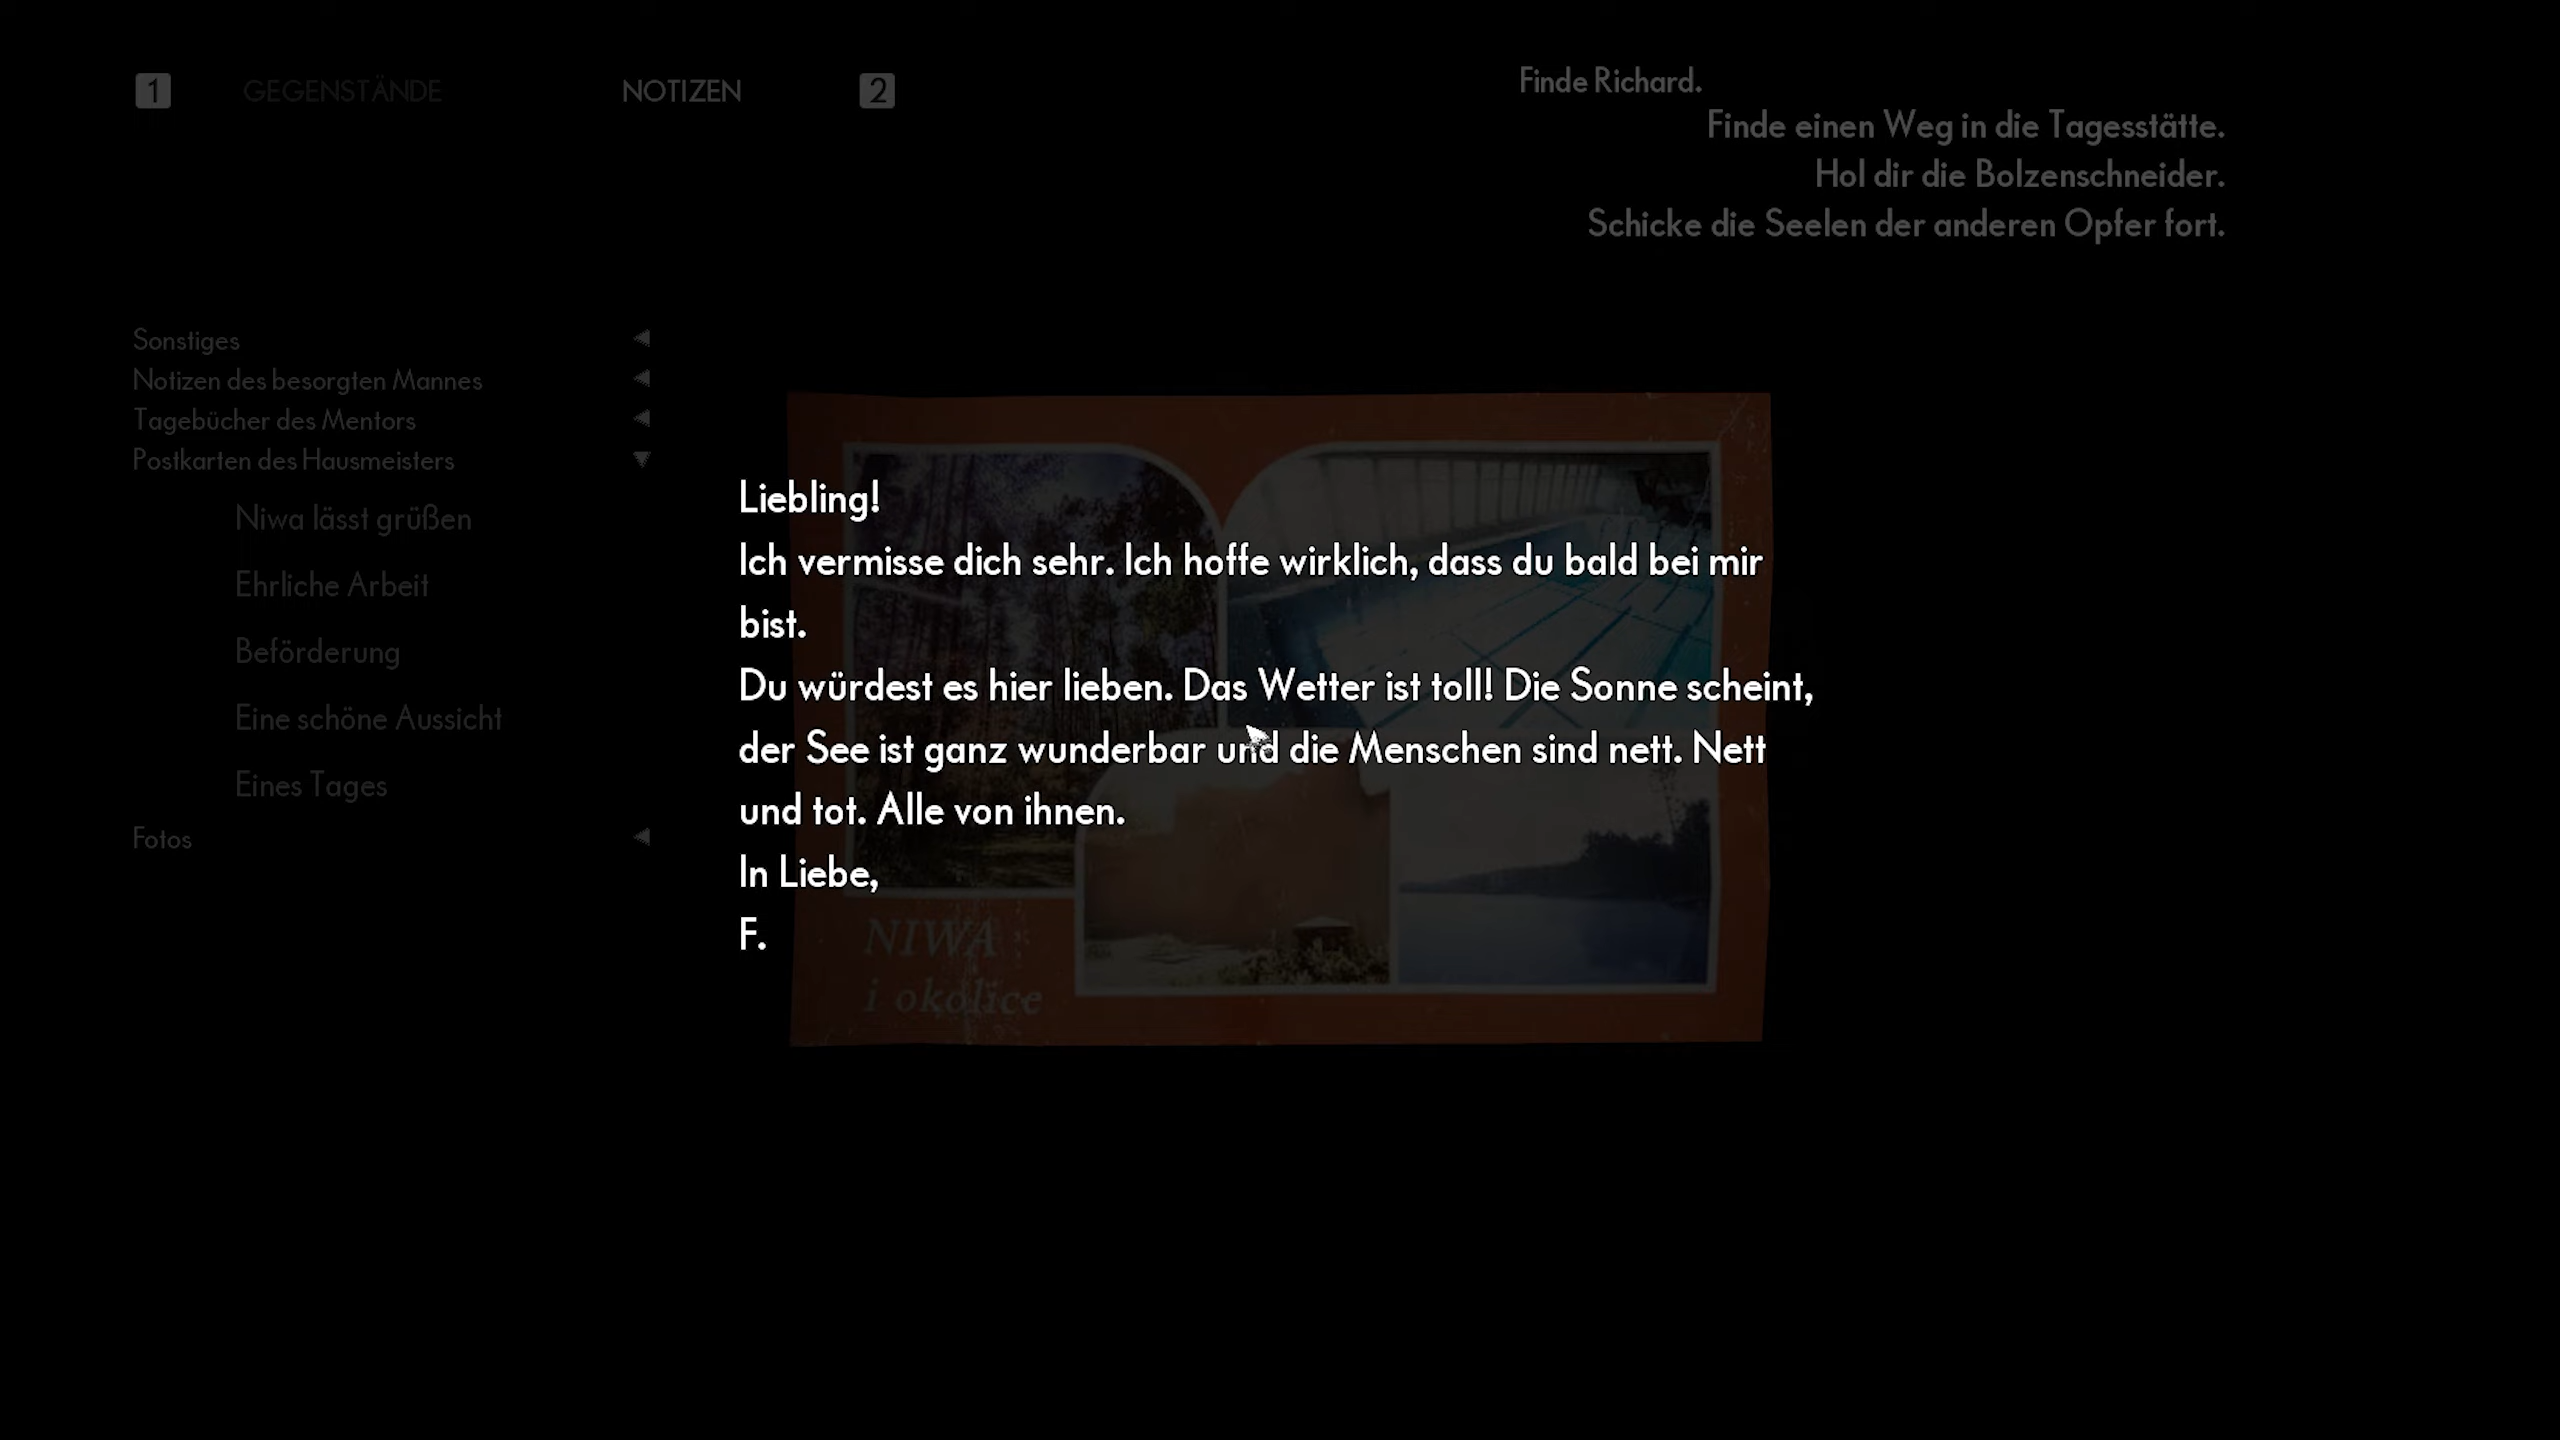 1 GEGENSTÄNDE NOTIZEN 2
Finde Richard.
Finde einen Weg in die Tagesstätte.
Hol dir die Bolzenschneider.
Schicke die Seelen der anderen Opfer fort.
Sonstiges
Notizen des besorgten Mannes
Tagebücher des Mentors
Postkarten des Hausmeisters
Niwa lässt grüßen
Ehrliche Arbeit
Beförderung
Eine schöne Aussicht
Eines Tages
Fotos
Liebling!
Ich vermisse dich sehr. Ich hoffe wirklich, dass du bald bei mir
bist.
Du würdest es hier lieben. Das Wetter ist toll! Die Sonne scheint,
der See ist ganz wunderbar und die Menschen sind nett. Nett
und tot. Alle von ihnen.
In Liebe,
F.
NIWA
i okolice